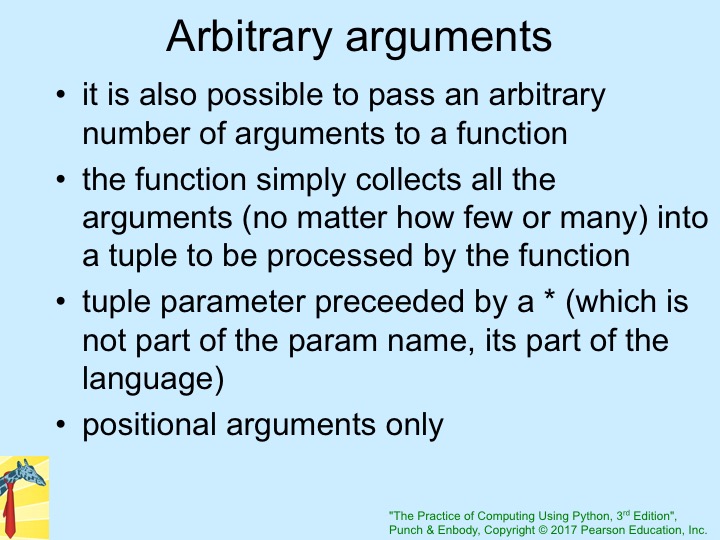 Arbitrary arguments
• it is also possible to pass an arbitrary
number of arguments to a function
• the function simply collects all the
arguments (no matter how few or many) into
a tuple to be processed by the function
• tuple parameter preceeded by a * (which is
not part of the param name, its part of the
language)
• positional arguments only
"The Practice of Computing Using Python, 3rd Edition",
Punch & Enbody, Copyright © 2017 Pearson Education, Inc.